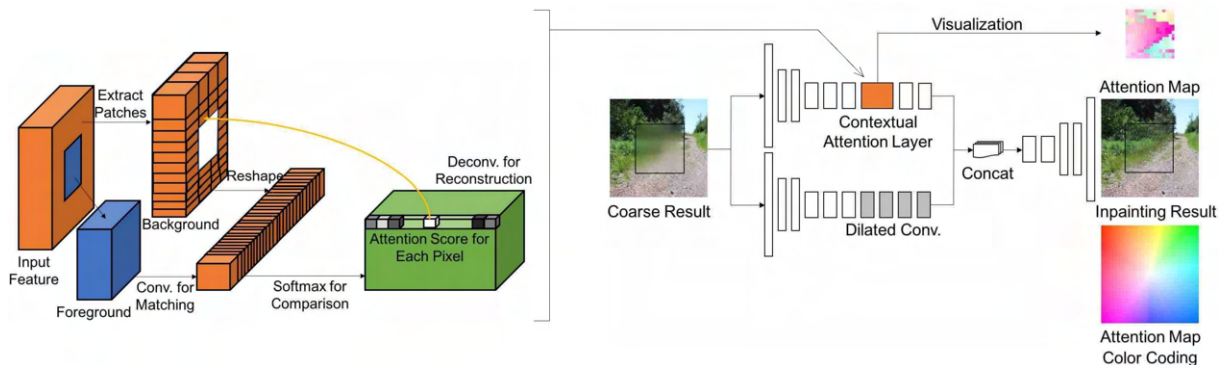 Extract
Patches
Input
Feature
Background
Foreground
Reshape
Conv. for
Matching
Softmax for
Comparison
Deconv. for
Reconstruction
Attention Score for
Each Pixel
Coarse Result
Contextual
Attention Layer
Dilated Conv.
Visualization
Concat
Attention Map
Inpainting Result
Attention Map
Color Coding